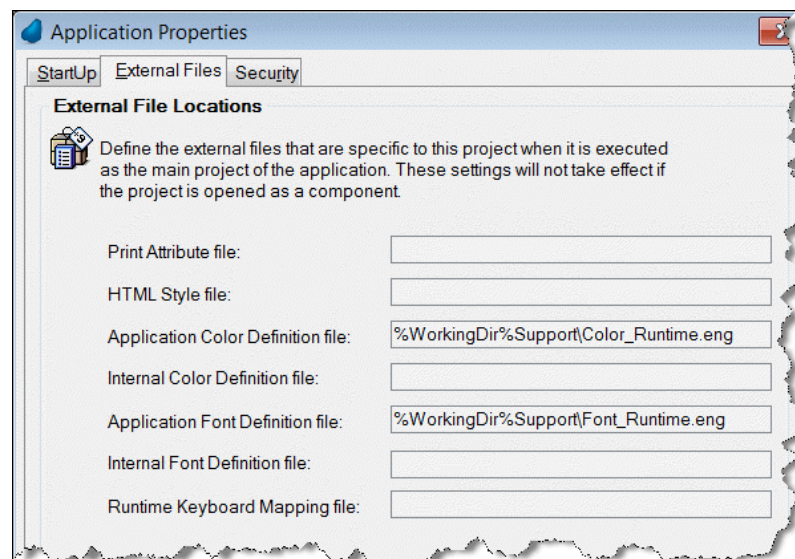 Application Properties
StartUp External Files Security
External File Locations
Define the external files that are specific to this project when it is executed
as the main project of the application. These settings will not take effect if
the project is opened as a component.
Print Attribute file:
HTML Style file:
Application Color Definition file: %WorkingDir%Support\Color_Runtime.eng
Internal Color Definition file:
Application Font Definition file: %WorkingDir%Support\Font_Runtime.eng
Internal Font Definition file:
Runtime Keyboard Mapping file: